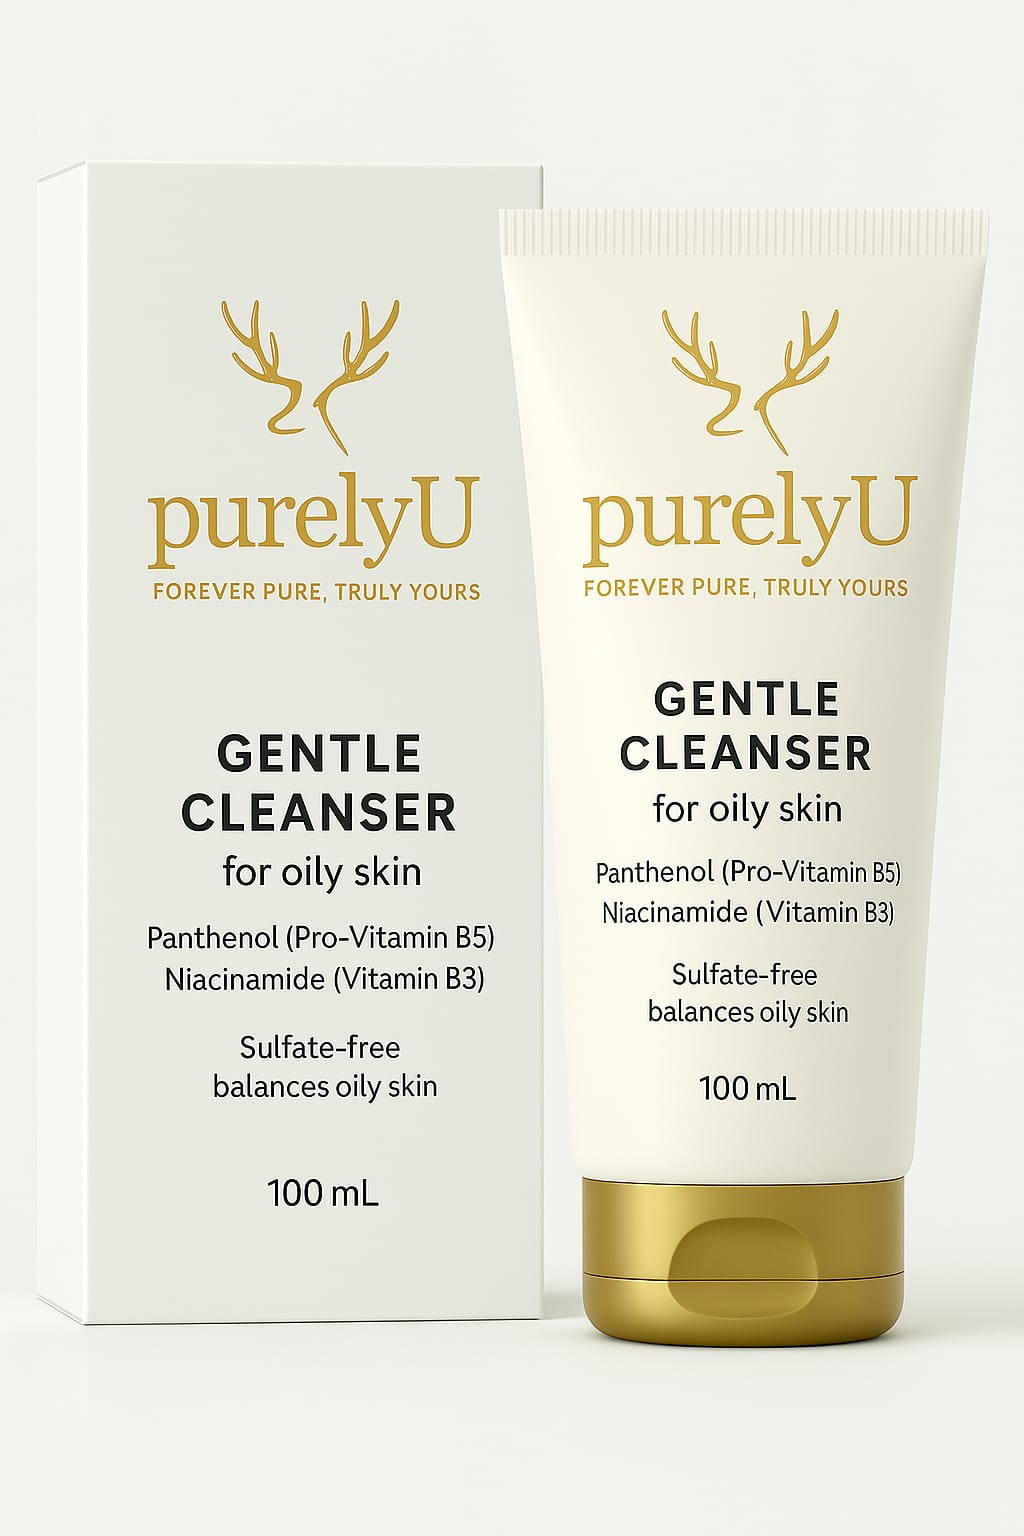 purelyU
FOREVER PURE, TRULY YOURS
GENTLE
CLEANSER
for oily skin
Panthenol (Pro-Vitamin B5)
Niacinamide (Vitamin B3)
Sulfate-free
balances oily skin
100 mL
purelyU
FOREVER PURE, TRULY YOURS
GENTLE
CLEANSER
for oily skin
Panthenol (Pro-Vitamin B5)
Niacinamide (Vitamin B3)
Sulfate-free
balances oily skin
100 mL